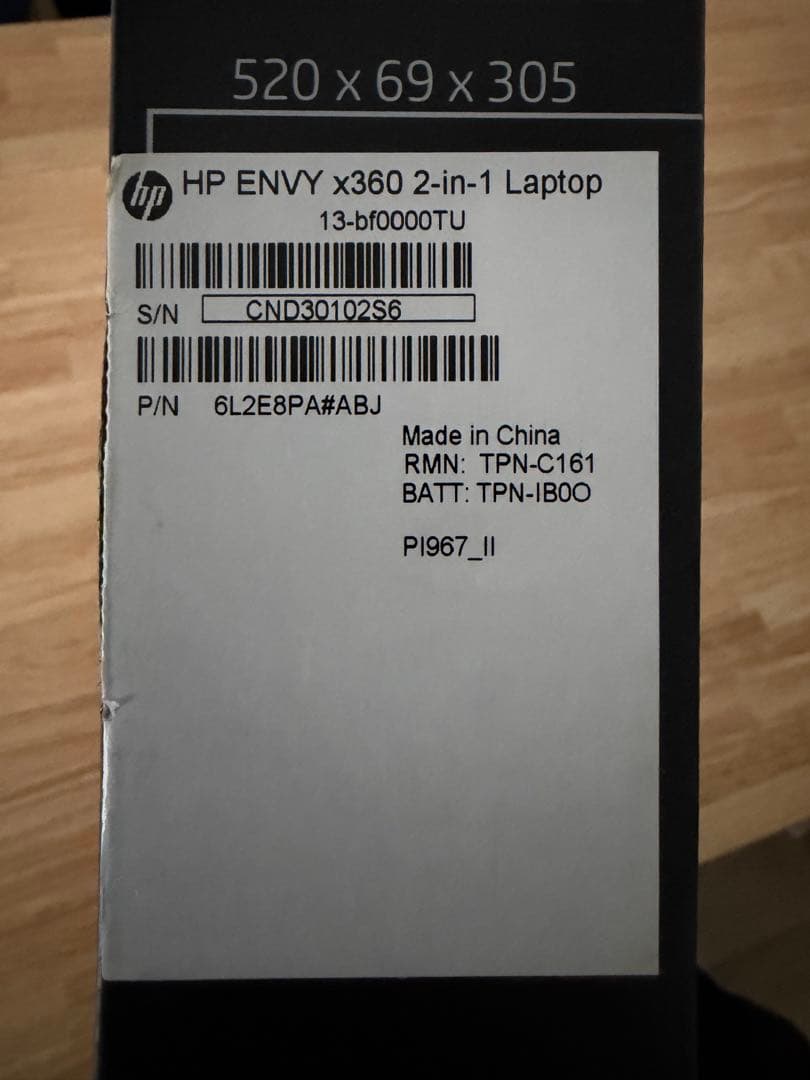 520 x 69 x 305
hp HP ENVY x360 2-in-1 Laptop
13-bf0000TU
S/N CND30102S6
P/N 6L2E8PA#ABJ
Made in China
RMN: TPN-C161
BATT: TPN-IB0O
PI967_II